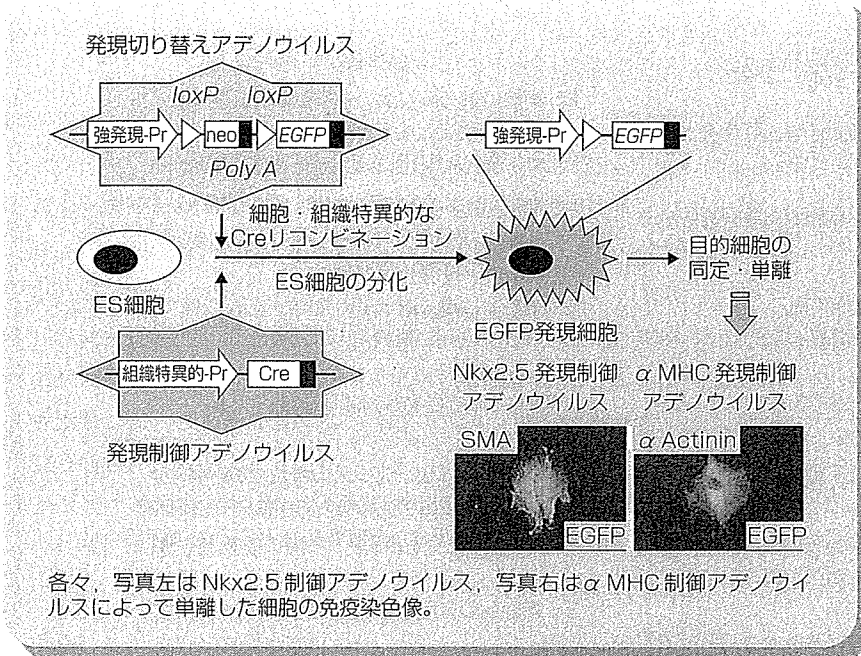 発現切り替えアデノウイルス
loxP loxP
強発現-Pr neo EGFP
Poly A
強発現-Pr EGFP
細胞・組織特異的な
Creリコンビネーション
ES細胞の分化
ES細胞
目的細胞の
同定・単離
EGFP発現細胞
組織特異的-Pr Cre
発現制御アデノウイルス
Nkx2.5 発現制御
アデノウイルス
α MHC 発現制御
アデノウイルス
SMA
EGFP
α Actinin
EGFP
各々，写真左は Nkx2.5 制御アデノウイルス，写真右はα MHC 制御アデノウイ
ルスによって単離した細胞の免疫染色像。